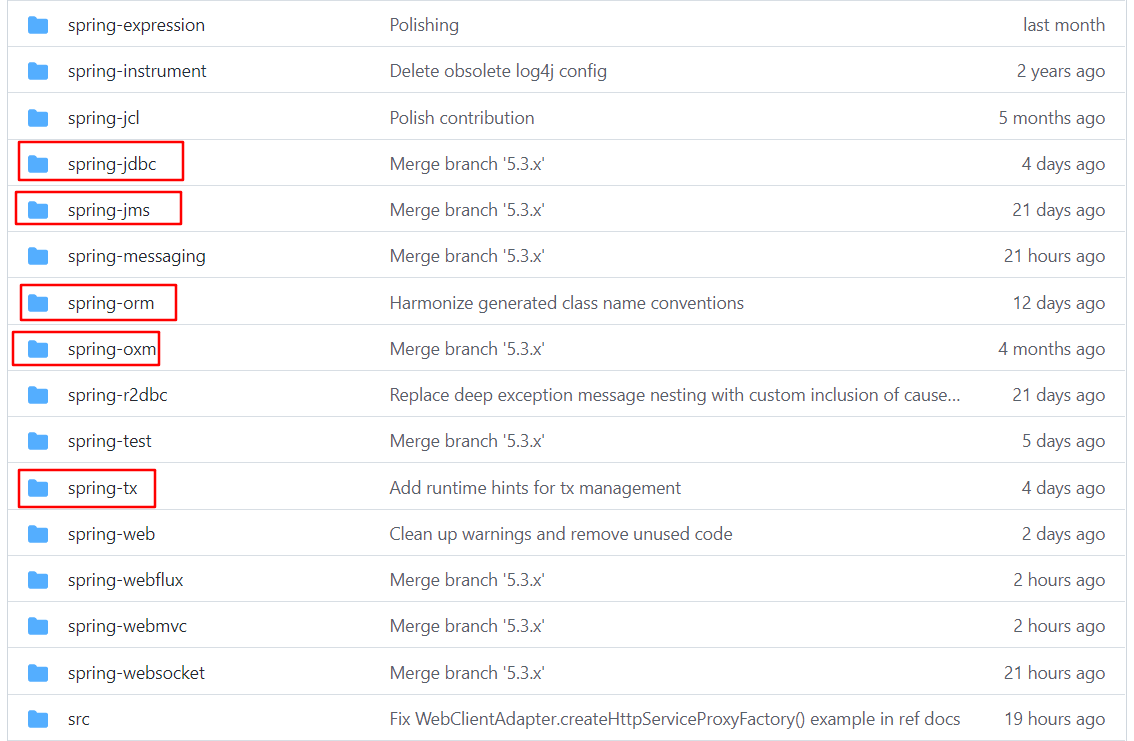 spring-expression Polishing last month
spring-instrument Delete obsolete log4j config 2 years ago
spring-jcl Polish contribution 5 months ago
spring-jdbc Merge branch '5.3.x' 4 days ago
spring-jms Merge branch '5.3.x' 21 days ago
spring-messaging Merge branch '5.3.x' 21 hours ago
spring-orm Harmonize generated class name conventions 12 days ago
spring-oxm Merge branch '5.3.x' 4 months ago
spring-r2dbc Replace deep exception message nesting with custom inclusion of cause... 21 days ago
spring-test Merge branch '5.3.x' 5 days ago
spring-tx Add runtime hints for tx management 4 days ago
spring-web Clean up warnings and remove unused code 2 days ago
spring-webflux Merge branch '5.3.x' 2 hours ago
spring-webmvc Merge branch '5.3.x' 2 hours ago
spring-websocket Merge branch '5.3.x' 21 hours ago
src Fix WebClientAdapter.createHttpServiceProxyFactory() example in ref docs 19 hours ago